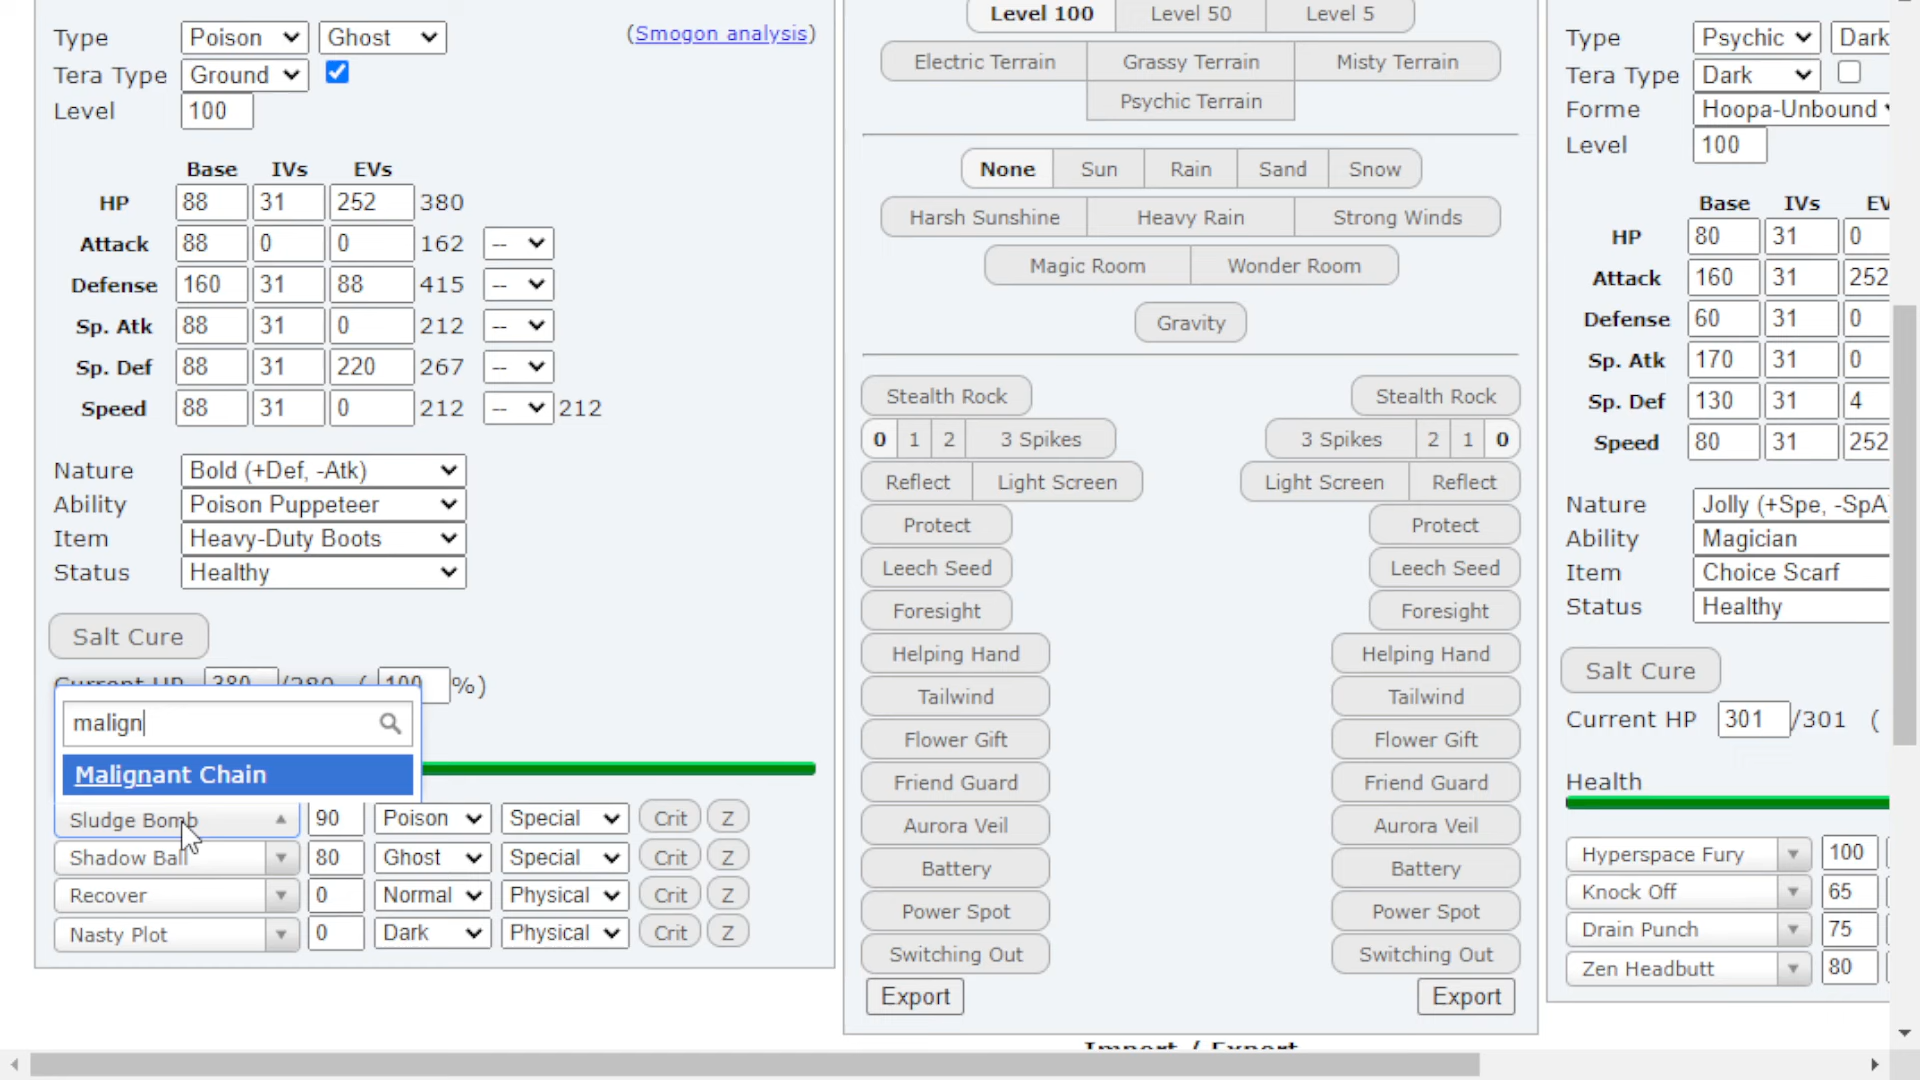 Type Poison Ghost (Smogon analysis)
Tera Type Ground
Level 100
Base IVs EVs
HP 88 31 252 380
Attack 88 0 0 162 --
Defense 160 31 88 415 --
Sp. Atk 88 31 0 212 --
Sp. Def 88 31 220 267 --
Speed 88 31 0 212 -- 212
Nature Bold (+Def, -Atk)
Ability Poison Puppeteer
Item Heavy-Duty Boots
Status Healthy
Salt Cure
Current HP 380 /380 ( 100 %)
malign
Malignant Chain
Sludge Bomb 90 Poison Special Crit Z
Shadow Ball 80 Ghost Special Crit Z
Recover 0 Normal Physical Crit Z
Nasty Plot 0 Dark Physical Crit Z
Level 100 Level 50 Level 5
Electric Terrain Grassy Terrain Misty Terrain
Psychic Terrain
None Sun Rain Sand Snow
Harsh Sunshine Heavy Rain Strong Winds
Magic Room Wonder Room
Gravity
Stealth Rock Stealth Rock
0 1 2 3 Spikes 3 Spikes 2 1 0
Reflect Light Screen Light Screen Reflect
Protect Protect
Leech Seed Leech Seed
Foresight Foresight
Helping Hand Helping Hand
Tailwind Tailwind
Flower Gift Flower Gift
Friend Guard Friend Guard
Aurora Veil Aurora Veil
Battery Battery
Power Spot Power Spot
Switching Out Switching Out
Export Export
Import / Export
Type Psychic Dark
Tera Type Dark
Forme Hoopa-Unbound
Level 100
Base IVs EV
HP 80 31 0
Attack 160 31 252
Defense 60 31 0
Sp. Atk 170 31 0
Sp. Def 130 31 4
Speed 80 31 252
Nature Jolly (+Spe, -SpA
Ability Magician
Item Choice Scarf
Status Healthy
Salt Cure
Current HP 301 /301 (
Health
Hyperspace Fury 100
Knock Off 65
Drain Punch 75
Zen Headbutt 80